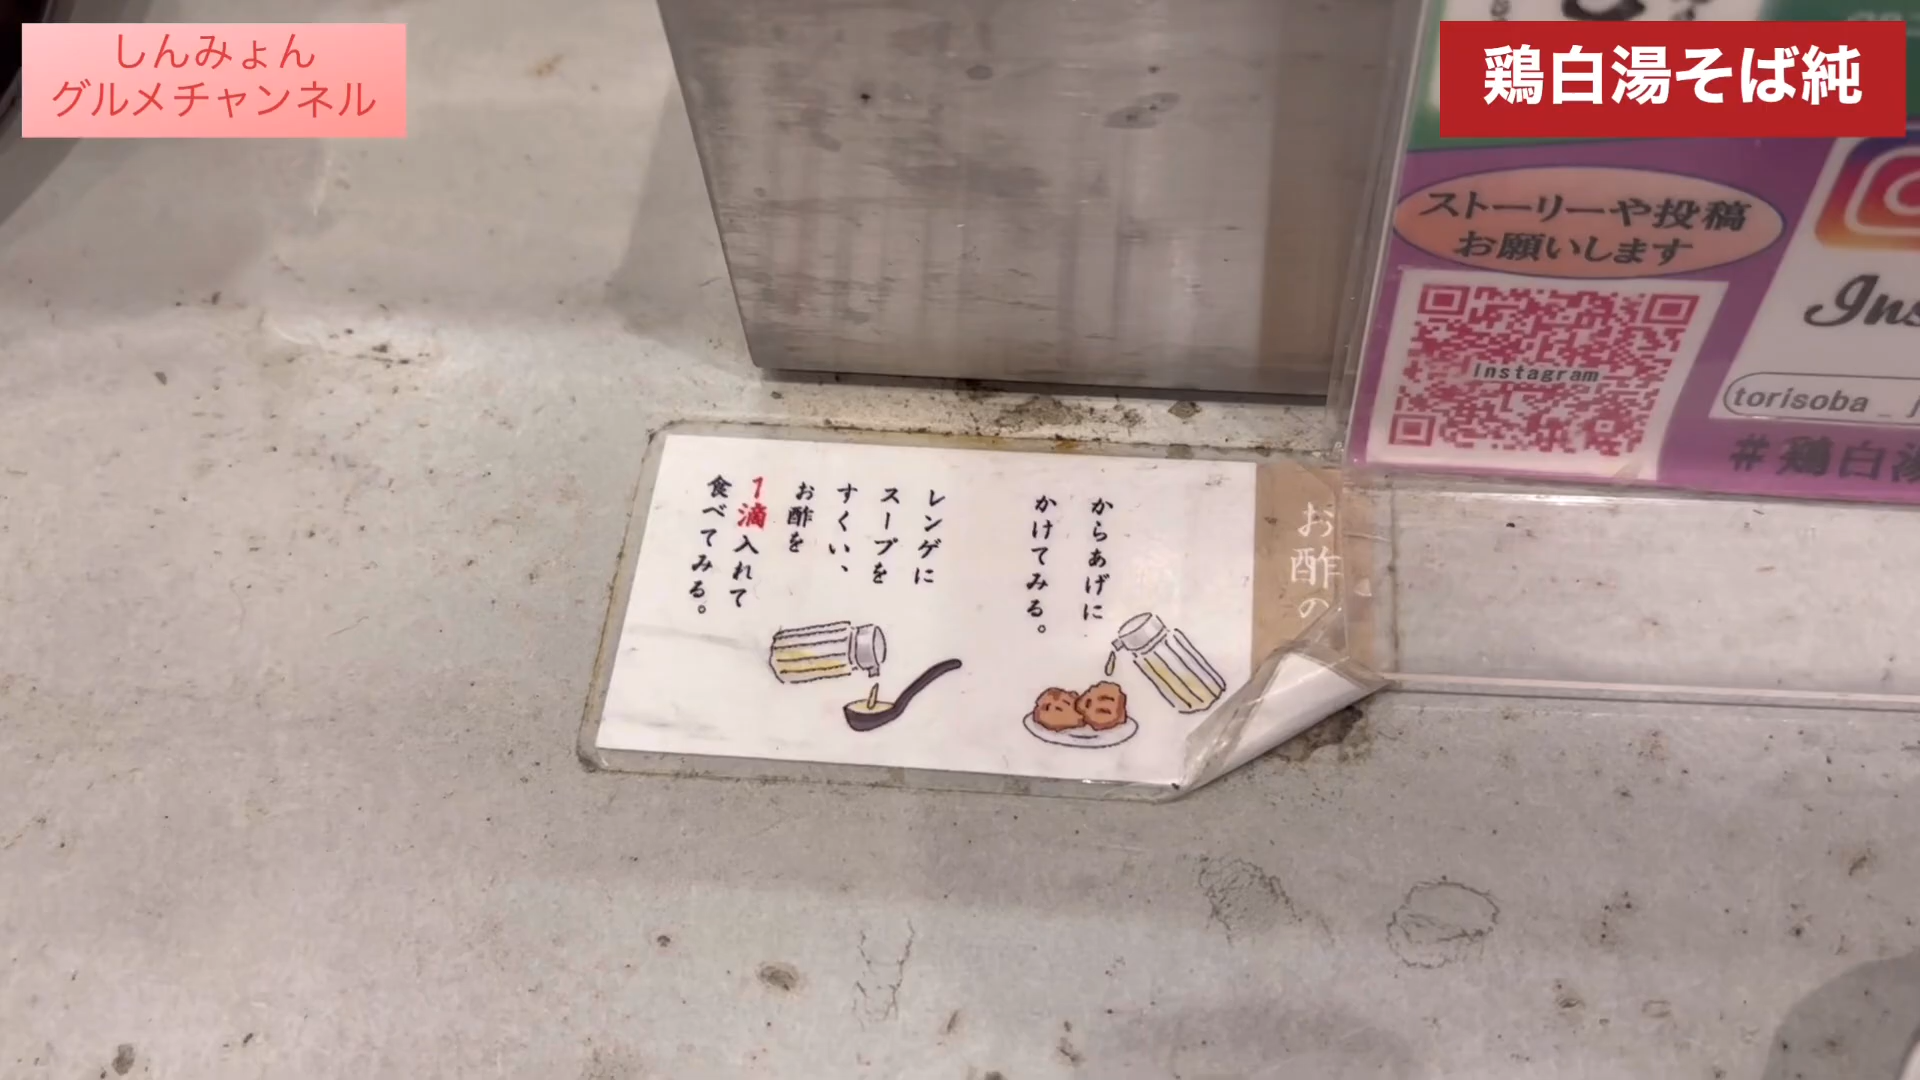 しんみょん
グルメチャンネル
鶏白湯そば純
ストーリーや投稿
お願いします
Instagram
torisoba_
#鶏白湯
お酢の
からあげに
かけてみる。
レンゲに
スープを
すくい、
お酢を
1滴入れて
食べてみる。